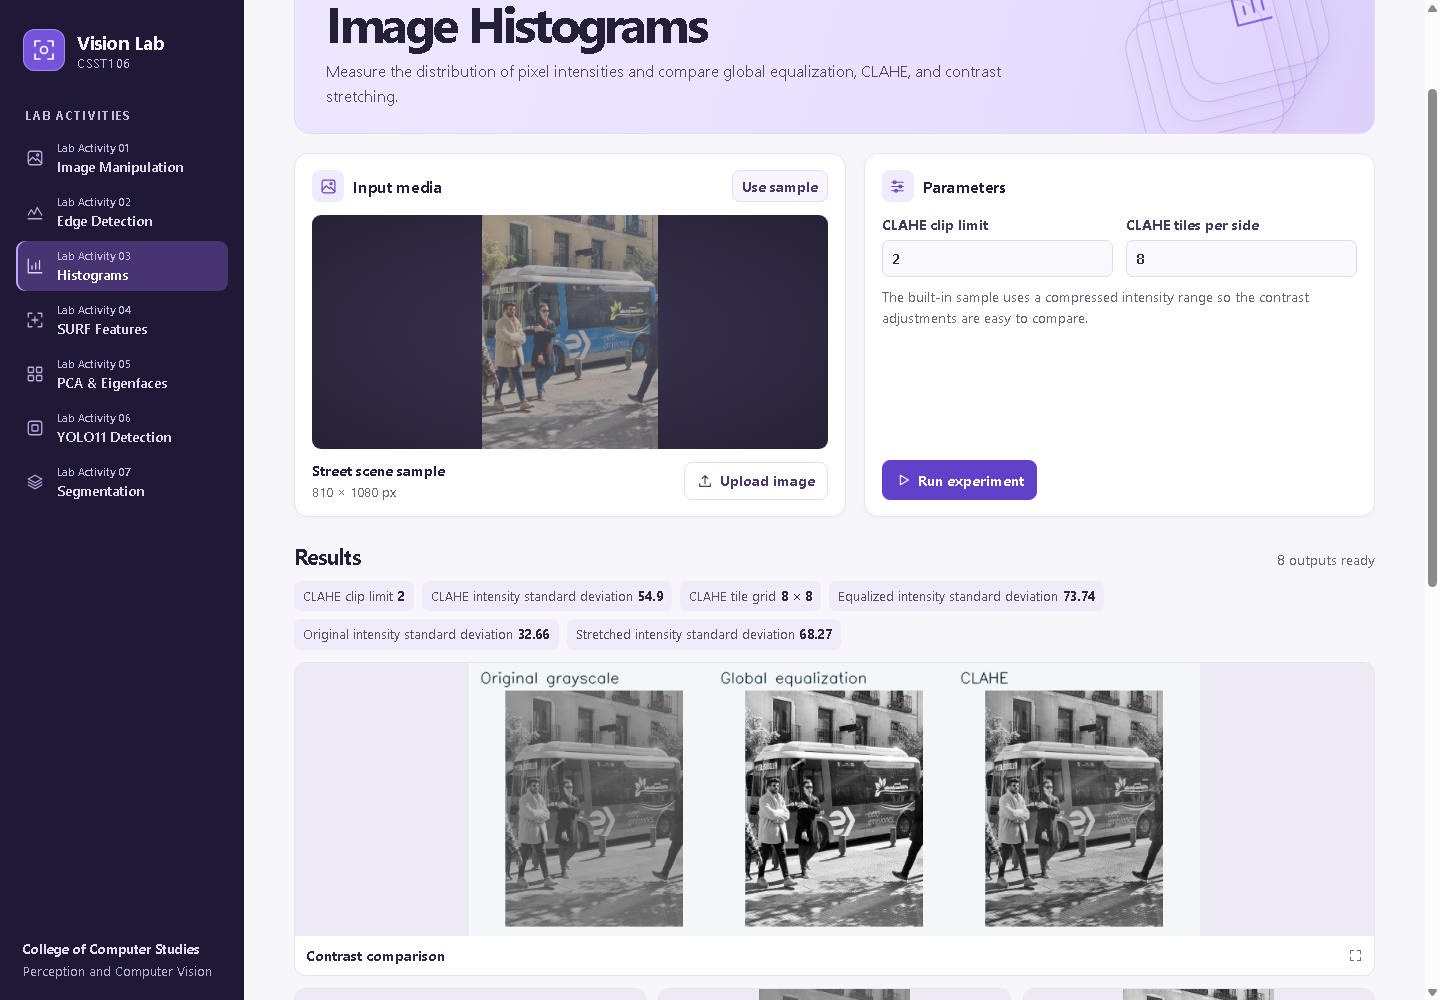 Vision Lab
CSST106
LAB ACTIVITIES
Lab Activity 01
Image Manipulation
Lab Activity 02
Edge Detection
Lab Activity 03
Histograms
Lab Activity 04
SURF Features
Lab Activity 05
PCA & Eigenfaces
Lab Activity 06
YOLO11 Detection
Lab Activity 07
Segmentation
College of Computer Studies
Perception and Computer Vision
Image Histograms
Measure the distribution of pixel intensities and compare global equalization, CLAHE, and contrast
stretching.
Input media
Use sample
Street scene sample
810 × 1080 px
Upload image
Parameters
CLAHE clip limit
CLAHE tiles per side
2
8
The built-in sample uses a compressed intensity range so the contrast
adjustments are easy to compare.
Run experiment
Results
8 outputs ready
CLAHE clip limit 2
CLAHE intensity standard deviation 54.9
CLAHE tile grid 8 × 8
Equalized intensity standard deviation 73.74
Original intensity standard deviation 32.66
Stretched intensity standard deviation 68.27
Original grayscale
Global equalization
CLAHE
Contrast comparison